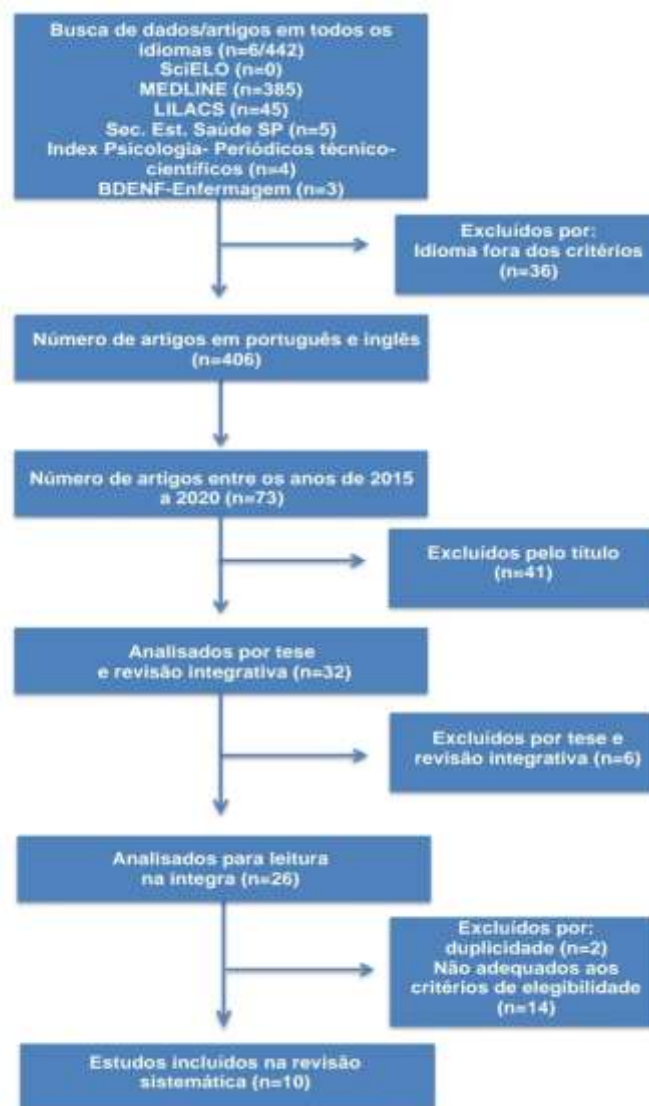 Busca de dados/artigos em todos os
idiomas (n=6/442)
SciELO (n=0)
MEDLINE (n=385)
LILACS (n=45)
Sec. Est. Saúde SP (n=5)
Index Psicologia- Periódicos técnico-
científicos (n=4)
BDENF-Enfermagem (n=3)
Excluídos por:
Idioma fora dos critérios
(n=36)
Número de artigos em português e inglês
(n=406)
Número de artigos entre os anos de 2015
a 2020 (n=73)
Excluídos pelo título
(n=41)
Analisados por tese
e revisão integrativa (n=32)
Excluídos por tese e
revisão integrativa (n=6)
Analisados para leitura
na integra (n=26)
Excluídos por:
duplicidade (n=2)
Não adequados aos
critérios de elegibilidade
(n=14)
Estudos incluídos na revisão
sistemática (n=10)